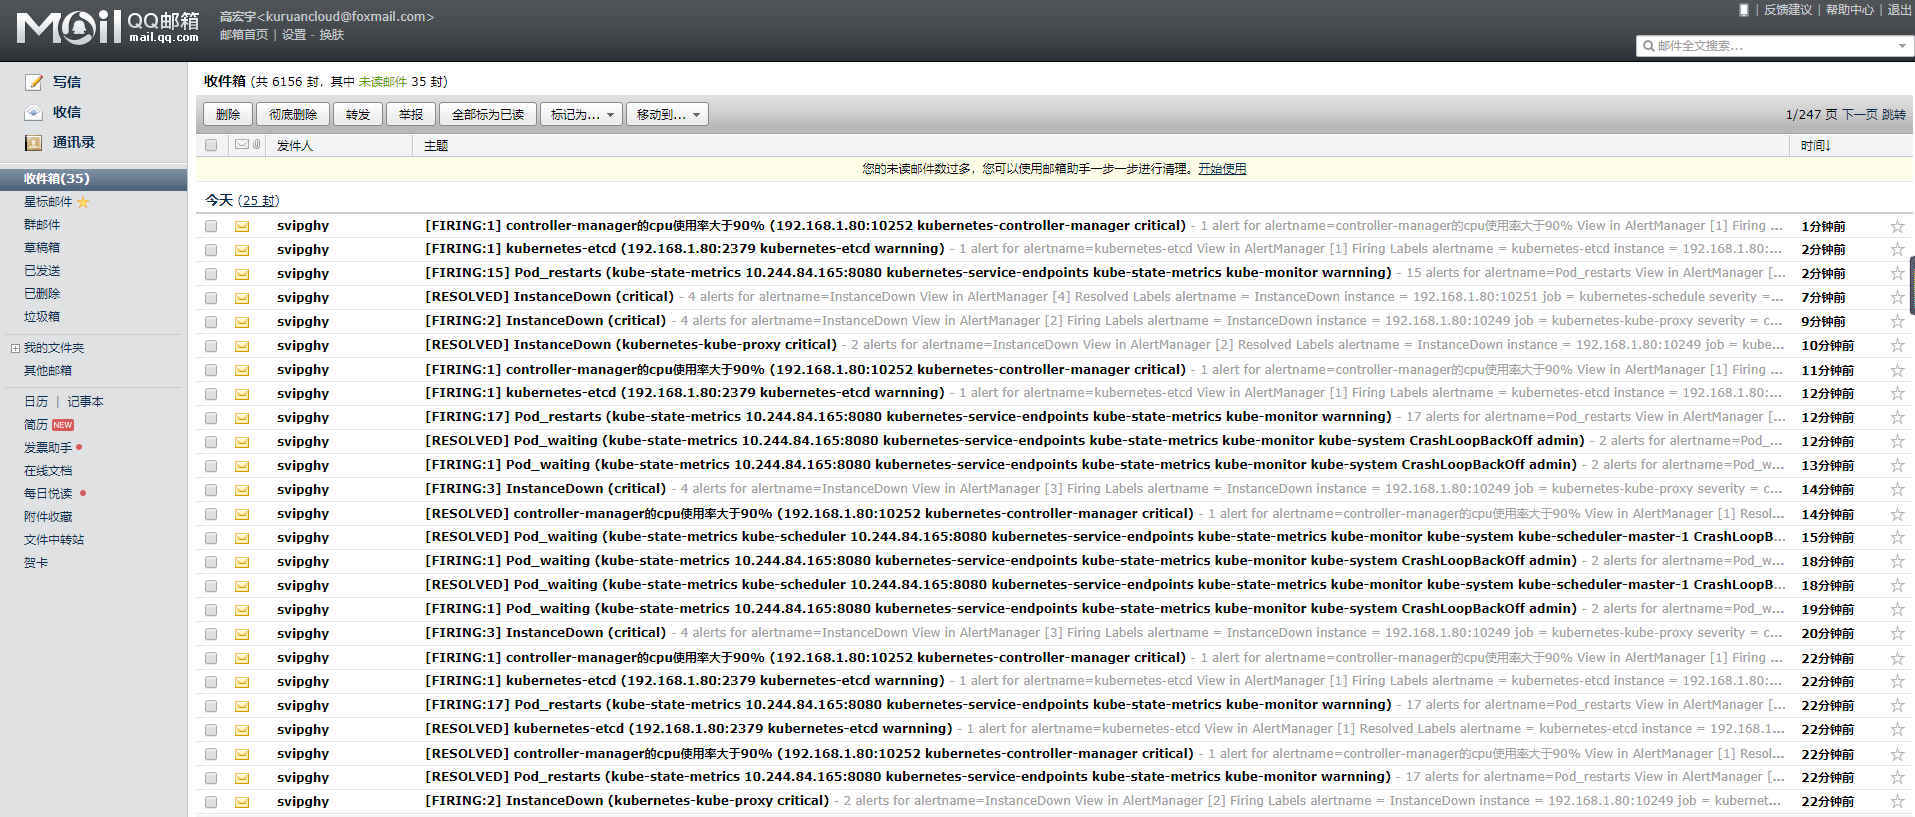 MAil QQ邮箱 mail.qq.com
高宏宇<kuruancloud@foxmail.com>
邮箱首页 | 设置 - 换肤
| 反馈建议 | 帮助中心 | 退出
邮件全文搜索...
写信
收信
通讯录
收件箱(35)
星标邮件
群邮件
草稿箱
已发送
已删除
垃圾箱
我的文件夹
其他邮箱
日历 | 记事本
简历 NEW
发票助手
在线文档
每日悦读
附件收藏
文件中转站
贺卡
收件箱 (共 6156 封，其中 未读邮件 35 封)
删除 彻底删除 转发 举报 全部标为已读 标记为... 移动到... 1/247 页 下一页 跳转
发件人 主题 时间↓
您的未读邮件数过多，您可以使用邮箱助手一步一步进行清理。开始使用
今天 (25 封)
svipghy [FIRING:1] controller-manager的cpu使用率大于90% (192.168.1.80:10252 kubernetes-controller-manager critical) - 1 alert for alertname=controller-manager的cpu使用率大于90% View in AlertManager [1] Firing ... 1分钟前
svipghy [FIRING:1] kubernetes-etcd (192.168.1.80:2379 kubernetes-etcd warnning) - 1 alert for alertname=kubernetes-etcd View in AlertManager [1] Firing Labels alertname = kubernetes-etcd instance = 192.168.1.80:... 2分钟前
svipghy [FIRING:15] Pod_restarts (kube-state-metrics 10.244.84.165:8080 kubernetes-service-endpoints kube-state-metrics kube-monitor warnning) - 15 alerts for alertname=Pod_restarts View in AlertManager [... 2分钟前
svipghy [RESOLVED] InstanceDown (critical) - 4 alerts for alertname=InstanceDown View in AlertManager [4] Resolved Labels alertname = InstanceDown instance = 192.168.1.80:10251 job = kubernetes-schedule severity =... 7分钟前
svipghy [FIRING:2] InstanceDown (critical) - 4 alerts for alertname=InstanceDown View in AlertManager [2] Firing Labels alertname = InstanceDown instance = 192.168.1.80:10249 job = kubernetes-kube-proxy severity = c... 9分钟前
svipghy [RESOLVED] InstanceDown (kubernetes-kube-proxy critical) - 2 alerts for alertname=InstanceDown View in AlertManager [2] Resolved Labels alertname = InstanceDown instance = 192.168.1.80:10249 job = kube... 10分钟前
svipghy [FIRING:1] controller-manager的cpu使用率大于90% (192.168.1.80:10252 kubernetes-controller-manager critical) - 1 alert for alertname=controller-manager的cpu使用率大于90% View in AlertManager [1] Firing ... 11分钟前
svipghy [FIRING:1] kubernetes-etcd (192.168.1.80:2379 kubernetes-etcd warnning) - 1 alert for alertname=kubernetes-etcd View in AlertManager [1] Firing Labels alertname = kubernetes-etcd instance = 192.168.1.80:... 12分钟前
svipghy [FIRING:17] Pod_restarts (kube-state-metrics 10.244.84.165:8080 kubernetes-service-endpoints kube-state-metrics kube-monitor warnning) - 17 alerts for alertname=Pod_restarts View in AlertManager [... 12分钟前
svipghy [RESOLVED] Pod_waiting (kube-state-metrics 10.244.84.165:8080 kubernetes-service-endpoints kube-state-metrics kube-monitor kube-system CrashLoopBackOff admin) - 2 alerts for alertname=Pod_... 12分钟前
svipghy [FIRING:1] Pod_waiting (kube-state-metrics 10.244.84.165:8080 kubernetes-service-endpoints kube-state-metrics kube-monitor kube-system CrashLoopBackOff admin) - 2 alerts for alertname=Pod_w... 13分钟前
svipghy [FIRING:3] InstanceDown (critical) - 4 alerts for alertname=InstanceDown View in AlertManager [3] Firing Labels alertname = InstanceDown instance = 192.168.1.80:10249 job = kubernetes-kube-proxy severity = c... 14分钟前
svipghy [RESOLVED] controller-manager的cpu使用率大于90% (192.168.1.80:10252 kubernetes-controller-manager critical) - 1 alert for alertname=controller-manager的cpu使用率大于90% View in AlertManager [1] Resol... 14分钟前
svipghy [RESOLVED] Pod_waiting (kube-state-metrics kube-scheduler 10.244.84.165:8080 kubernetes-service-endpoints kube-state-metrics kube-monitor kube-system kube-scheduler-master-1 CrashLoopB... 15分钟前
svipghy [FIRING:1] Pod_waiting (kube-state-metrics 10.244.84.165:8080 kubernetes-service-endpoints kube-state-metrics kube-monitor kube-system CrashLoopBackOff admin) - 2 alerts for alertname=Pod_w... 18分钟前
svipghy [RESOLVED] Pod_waiting (kube-state-metrics kube-scheduler 10.244.84.165:8080 kubernetes-service-endpoints kube-state-metrics kube-monitor kube-system kube-scheduler-master-1 CrashLoopB... 18分钟前
svipghy [FIRING:1] Pod_waiting (kube-state-metrics 10.244.84.165:8080 kubernetes-service-endpoints kube-state-metrics kube-monitor kube-system CrashLoopBackOff admin) - 2 alerts for alertname=Pod_w... 19分钟前
svipghy [FIRING:3] InstanceDown (critical) - 4 alerts for alertname=InstanceDown View in AlertManager [3] Firing Labels alertname = InstanceDown instance = 192.168.1.80:10249 job = kubernetes-kube-proxy severity = c... 20分钟前
svipghy [FIRING:1] controller-manager的cpu使用率大于90% (192.168.1.80:10252 kubernetes-controller-manager critical) - 1 alert for alertname=controller-manager的cpu使用率大于90% View in AlertManager [1] Firing ... 22分钟前
svipghy [FIRING:1] kubernetes-etcd (192.168.1.80:2379 kubernetes-etcd warnning) - 1 alert for alertname=kubernetes-etcd View in AlertManager [1] Firing Labels alertname = kubernetes-etcd instance = 192.168.1.80:... 22分钟前
svipghy [FIRING:17] Pod_restarts (kube-state-metrics 10.244.84.165:8080 kubernetes-service-endpoints kube-state-metrics kube-monitor warnning) - 17 alerts for alertname=Pod_restarts View in AlertManager [... 22分钟前
svipghy [RESOLVED] kubernetes-etcd (192.168.1.80:2379 kubernetes-etcd warnning) - 1 alert for alertname=kubernetes-etcd View in AlertManager [1] Resolved Labels alertname = kubernetes-etcd instance = 192.168.1... 22分钟前
svipghy [RESOLVED] controller-manager的cpu使用率大于90% (192.168.1.80:10252 kubernetes-controller-manager critical) - 1 alert for alertname=controller-manager的cpu使用率大于90% View in AlertManager [1] Resol... 22分钟前
svipghy [RESOLVED] Pod_restarts (kube-state-metrics 10.244.84.165:8080 kubernetes-service-endpoints kube-state-metrics kube-monitor warnning) - 17 alerts for alertname=Pod_restarts View in AlertManager [... 22分钟前
svipghy [FIRING:2] InstanceDown (kubernetes-kube-proxy critical) - 2 alerts for alertname=InstanceDown View in AlertManager [2] Firing Labels alertname = InstanceDown instance = 192.168.1.80:10249 job = kubernet... 22分钟前